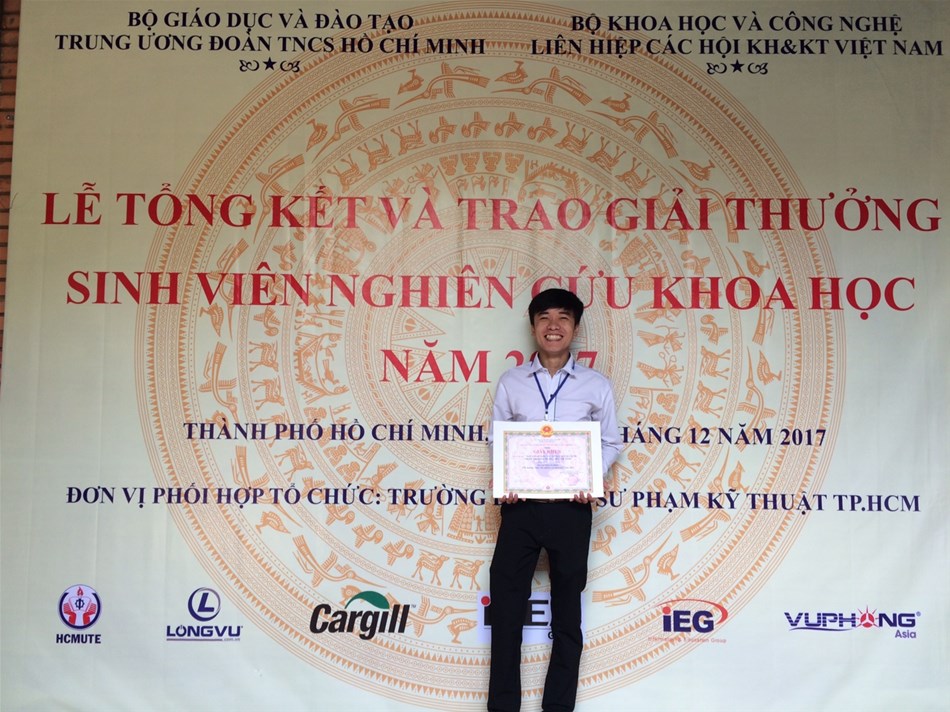 BỘ GIÁO DỤC VÀ ĐÀO TẠO
TRUNG ƯƠNG ĐOÀN TNCS HỒ CHÍ MINH
BỘ KHOA HỌC VÀ CÔNG NGHỆ
LIÊN HIỆP CÁC HỘI KH&KT VIỆT NAM
LỄ TỔNG KẾT VÀ TRAO GIẢI THƯỞNG
SINH VIÊN NGHIÊN CỨU KHOA HỌC
NĂM 2 7
THÀNH PHỐ HỒ CHÍ MINH, HÁNG 12 NĂM 2017
ĐƠN VỊ PHỐI HỢP TỔ CHỨC: TRƯỜNG SƯ PHẠM KỸ THUẬT TP.HCM
HCMUTE
LONGVU
Cargill
iEG
VUPHONG
Asia